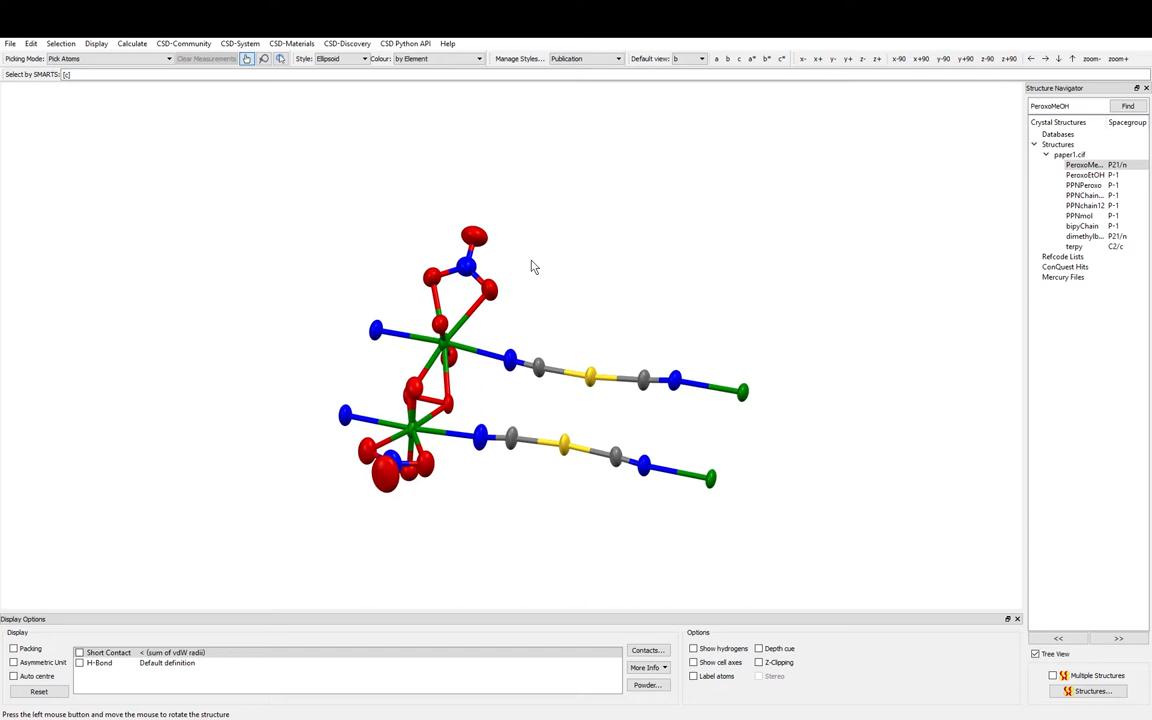 File Edit Selection Display Calculate CSD-Community CSD-System CSD-Materials CSD-Discovery CSD Python API Help
Picking Mode: Pick Atoms Clear Measurements Style: Ellipsoid Colour: by Element Manage Styles... Publication Default view: b a b c a* b* c* x- x+ y- y+ z- z+ x-90 x+90 y-90 y+90 z-90 z+90 ← → ↓ ↑ zoom- zoom+
Select by SMARTS: [c]
Structure Navigator
PeroxoMeOH Find
Crystal Structures Spacegroup
Databases
Structures
paper1.cif
PeroxoMe... P21/n
PeroxoEtOH P-1
PPNPeroxo P-1
PPNChain... P-1
PPNchain12 P-1
PPNmol P-1
bipyChain P-1
dimethylb... P21/n
terpy C2/c
Refcode Lists
ConQuest Hits
Mercury Files
<< >>
Tree View
Multiple Structures
Structures...
Display Options
Display
Packing
Asymmetric Unit
Auto centre
Reset
Short Contact < (sum of vdW radii)
H-Bond Default definition
Contacts...
More Info
Powder...
Options
Show hydrogens Depth cue
Show cell axes Z-Clipping
Label atoms Stereo
Press the left mouse button and move the mouse to rotate the structure